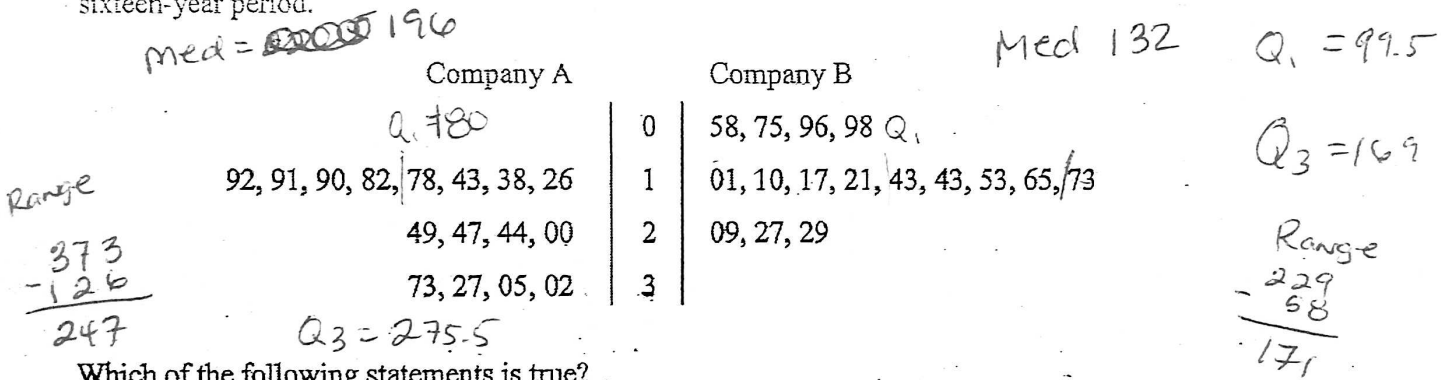 sixteen-year period.
med = 196
Med 132
Q₁ = 99.5
Company A Company B
Q₁ = 180
0 58, 75, 96, 98 Q₁
Q₃ = 169
Range
92, 91, 90, 82, 78, 43, 38, 26 1 01, 10, 17, 21, 43, 43, 53, 65, 73
49, 47, 44, 00 2 09, 27, 29
73, 27, 05, 02 3
373
-126
247
Q₃ = 275.5
Range
229
- 58
171
Which of the following statements is true?